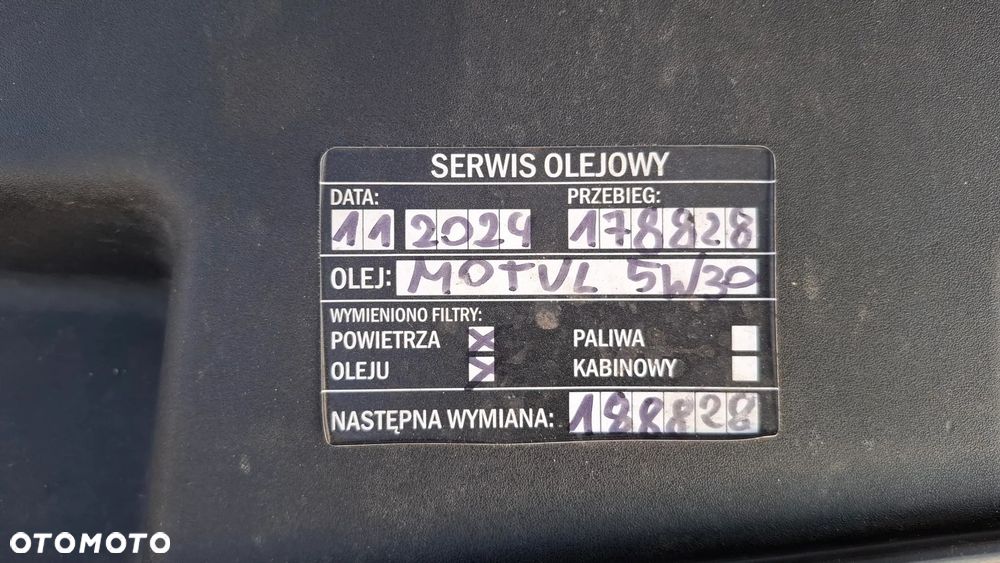 SERWIS OLEJOWY
DATA: PRZEBIEG:
11 2024 178828
OLEJ: MOTUL 5W30
WYMIENIONO FILTRY:
POWIETRZA X PALIWA
OLEJU X KABINOWY
NASTĘPNA WYMIANA: 188828
OTOMOTO